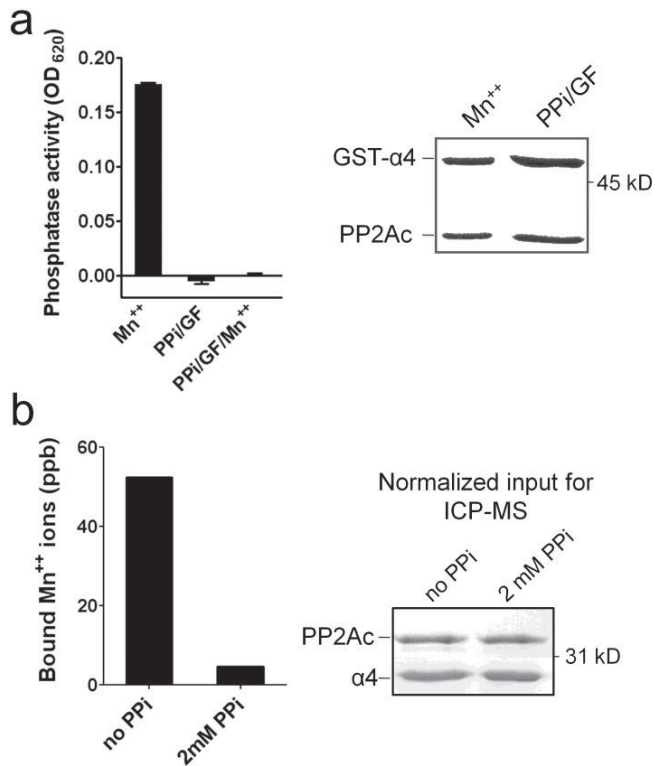 a
Phosphatase activity (OD620)
0.20
0.15
0.10
0.05
0.00
Mn++
PPi/GF
PPi/GF/Mn++
Mn++
PPi/GF
GST-α4
45 kD
PP2Ac
b
Bound Mn++ ions (ppb)
60
40
20
0
no PPi
2mM PPi
Normalized input for
ICP-MS
no PPi
2 mM PPi
PP2Ac
31 kD
α4